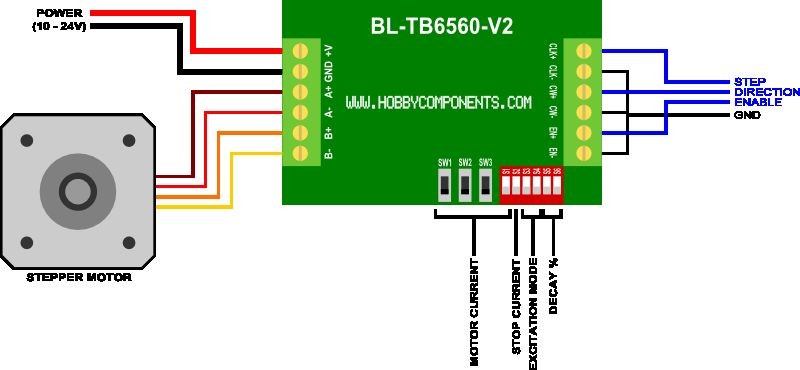 POWER
(10 - 24V)
BL-TB6560-V2
+V
GND
A+
A-
B+
B-
WWW.HOBBYCOMPONENTS.COM
CLK+
CLK-
CW+
CW-
EN+
EN-
STEP
DIRECTION
ENABLE
GND
SW1 SW2 SW3
S1 S2 S3 S4 S5 S6
STEPPER MOTOR
MOTOR CURRENT
STOP CURRENT
EXCITATION MODE
DECAY %